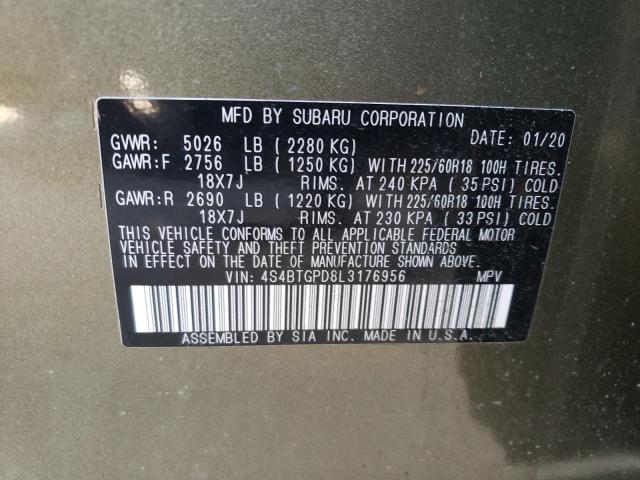 MFD BY SUBARU CORPORATION
GVWR: 5026 LB ( 2280 KG) DATE: 01/20
GAWR:F 2756 LB ( 1250 KG) WITH 225/60R18 100H TIRES.
18X7J RIMS. AT 240 KPA ( 35 PSI) COLD
GAWR:R 2690 LB ( 1220 KG) WITH 225/60R18 100H TIRES.
18X7J RIMS. AT 230 KPA ( 33 PSI) COLD
THIS VEHICLE CONFORMS TO ALL APPLICABLE FEDERAL MOTOR
VEHICLE SAFETY AND THEFT PREVENTION STANDARDS
IN EFFECT ON THE DATE OF MANUFACTURE SHOWN ABOVE.
VIN: 4S4BTGPD8L3176956 MPV
ASSEMBLED BY SIA INC. MADE IN U.S.A.